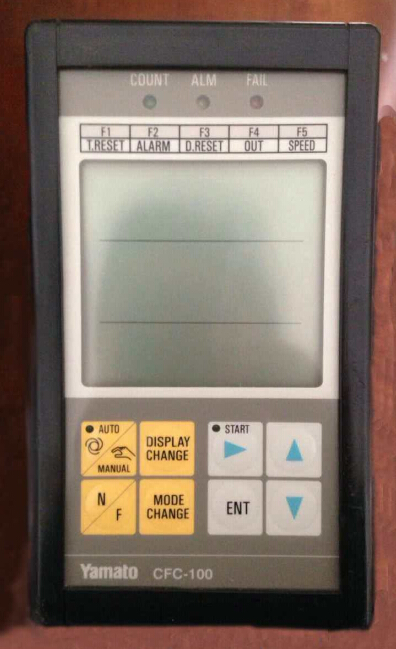 COUNT ALM FAIL
F1 F2 F3 F4 F5
T.RESET ALARM D.RESET OUT SPEED
AUTO
MANUAL
DISPLAY
CHANGE
START
N
F
MODE
CHANGE
ENT
Yamato CFC-100